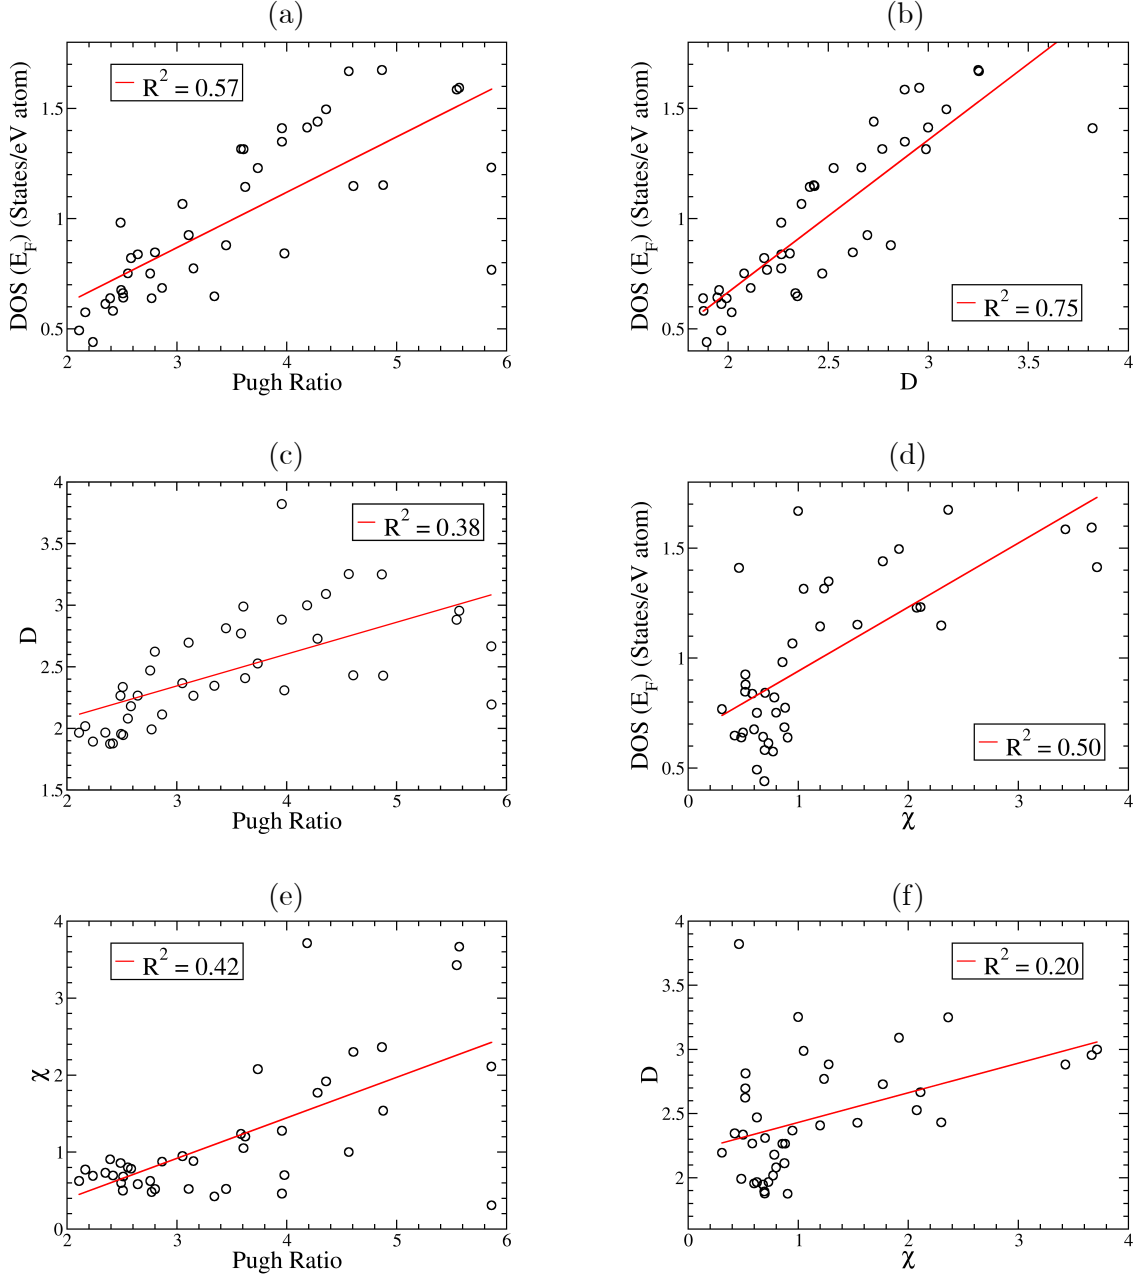 (a)
DOS (E_F) (States/eV atom)
1.5
1
0.5
R² = 0.57
2 3 4 5 6
Pugh Ratio
(b)
DOS (E_F) (States/eV atom)
1.5
1
0.5
R² = 0.75
2 2.5 3 3.5 4
D
(c)
D
4
3.5
3
2.5
2
1.5
R² = 0.38
2 3 4 5 6
Pugh Ratio
(d)
DOS (E_F) (States/eV atom)
1.5
1
0.5
R² = 0.50
0 1 2 3 4
χ
(e)
χ
4
3
2
1
0
R² = 0.42
2 3 4 5 6
Pugh Ratio
(f)
D
4
3.5
3
2.5
2
R² = 0.20
0 1 2 3 4
χ